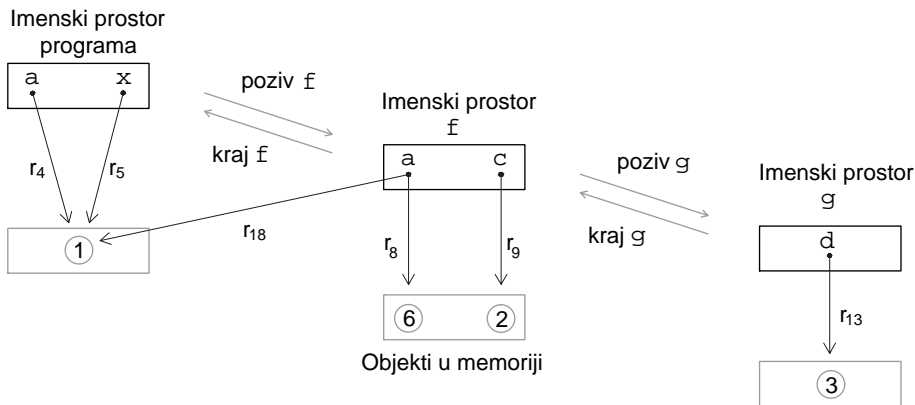 Imenski prostor
programa
a x
poziv f
kraj f
r4
r5
1
Imenski prostor
f
a c
r18
r8
r9
6 2
Objekti u memoriji
poziv g
kraj g
Imenski prostor
g
d
r13
3